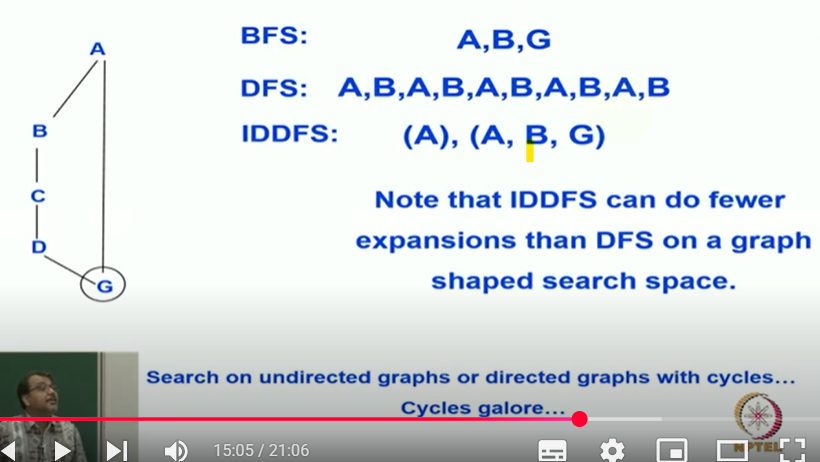 A
B
C
D
G
BFS: A,B,G
DFS: A,B,A,B,A,B,A,B,A,B
IDDFS: (A), (A, B, G)
Note that IDDFS can do fewer
expansions than DFS on a graph
shaped search space.
Search on undirected graphs or directed graphs with cycles...
Cycles galore...
NPTEL
15:05 / 21:06